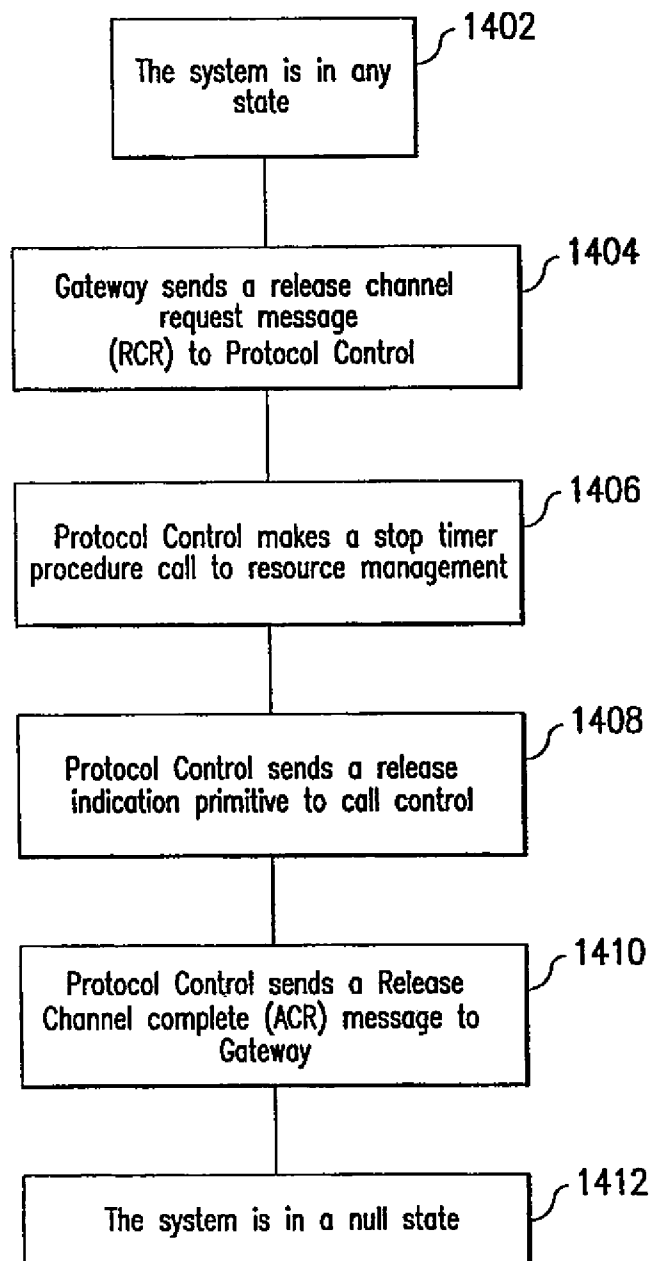 1402
The system is in any
state
1404
Gateway sends a release channel
request message
(RCR) to Protocol Control
1406
Protocol Control makes a stop timer
procedure call to resource management
1408
Protocol Control sends a release
indication primitive to call control
1410
Protocol Control sends a Release
Channel complete (ACR) message to
Gateway
1412
The system is in a null state